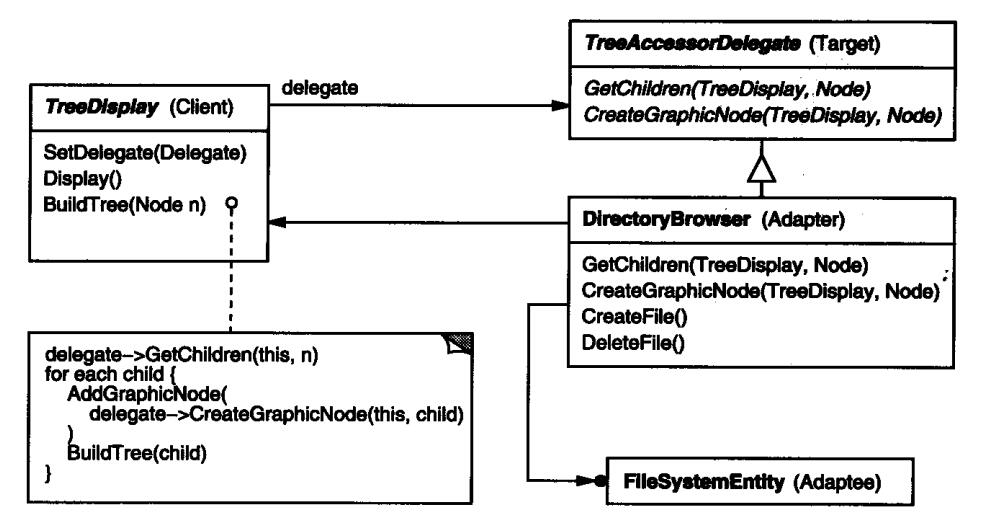 TreeAccessorDelegate (Target)
GetChildren(TreeDisplay, Node)
CreateGraphicNode(TreeDisplay, Node)
delegate
TreeDisplay (Client)
SetDelegate(Delegate)
Display()
BuildTree(Node n)
DirectoryBrowser (Adapter)
GetChildren(TreeDisplay, Node)
CreateGraphicNode(TreeDisplay, Node)
CreateFile()
DeleteFile()
delegate–>GetChildren(this, n)
for each child {
AddGraphicNode(
delegate–>CreateGraphicNode(this, child)
)
BuildTree(child)
}
FileSystemEntity (Adaptee)